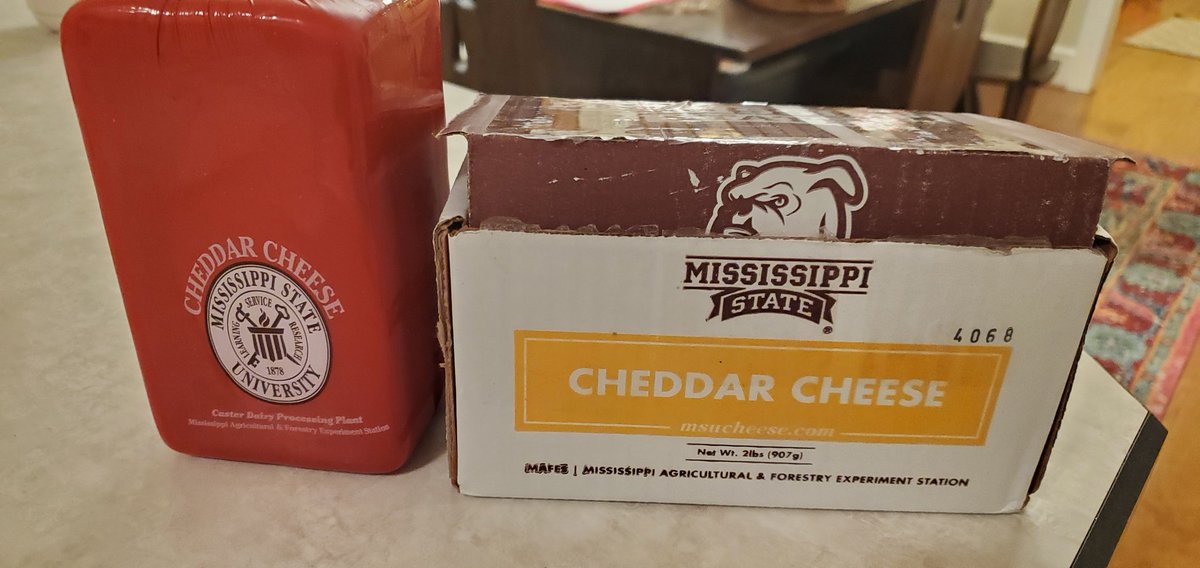 CHEDDAR CHEESE
MISSISSIPPI STATE
UNIVERSITY
LEARNING
SERVICE
RESEARCH
1878
Custer Dairy Processing Plant
Mississippi Agricultural & Forestry Experiment Station
MISSISSIPPI
STATE
®
4068
CHEDDAR CHEESE
msucheese.com
Net Wt. 2lbs (907g)
MAFES | MISSISSIPPI AGRICULTURAL & FORESTRY EXPERIMENT STATION